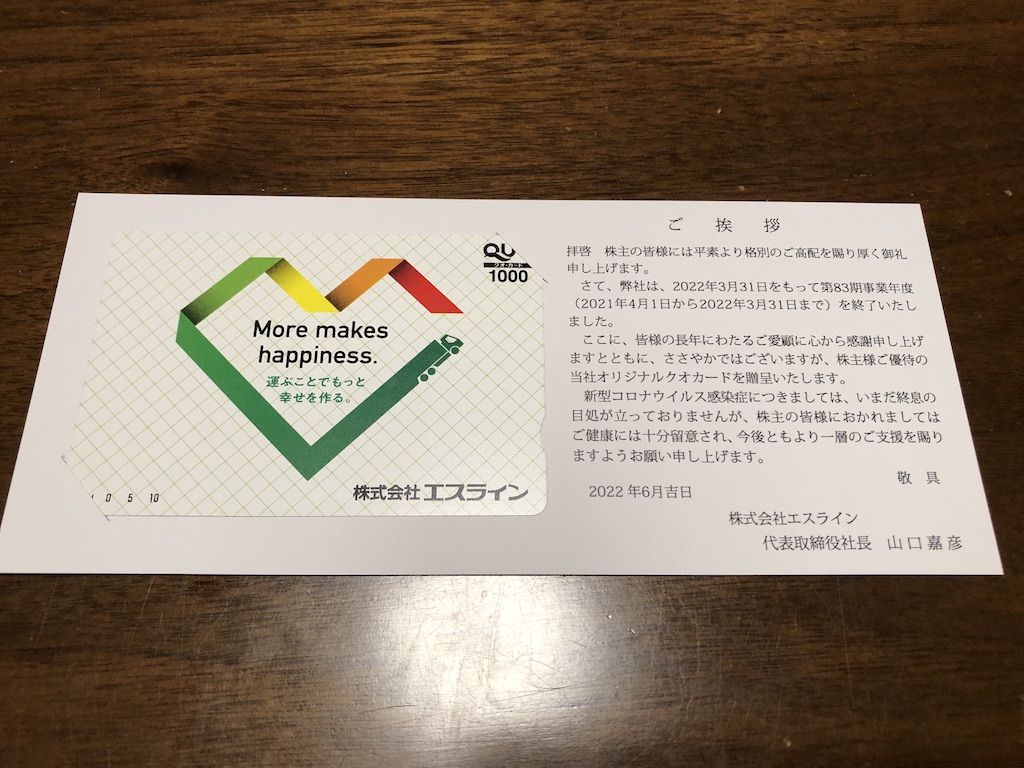 QU
クオ・カード
1000
More makes
happiness.
運ぶことでもっと
幸せを作る。
0 5 10
株式会社エスライン
ご挨拶
拝啓　株主の皆様には平素より格別のご高配を賜り厚く御礼
申し上げます。
さて、弊社は、2022年3月31日をもって第83期事業年度
（2021年4月1日から2022年3月31日まで）を終了いたし
ました。
ここに、皆様の長年にわたるご愛顧に心から感謝申し上げ
ますとともに、ささやかではございますが、株主様ご優待の
当社オリジナルクオカードを贈呈いたします。
新型コロナウイルス感染症につきましては、いまだ終息の
目処が立っておりませんが、株主の皆様におかれましては
ご健康には十分留意され、今後ともより一層のご支援を賜り
ますようお願い申し上げます。
敬具
2022年6月吉日
株式会社エスライン
代表取締役社長　山口嘉彦